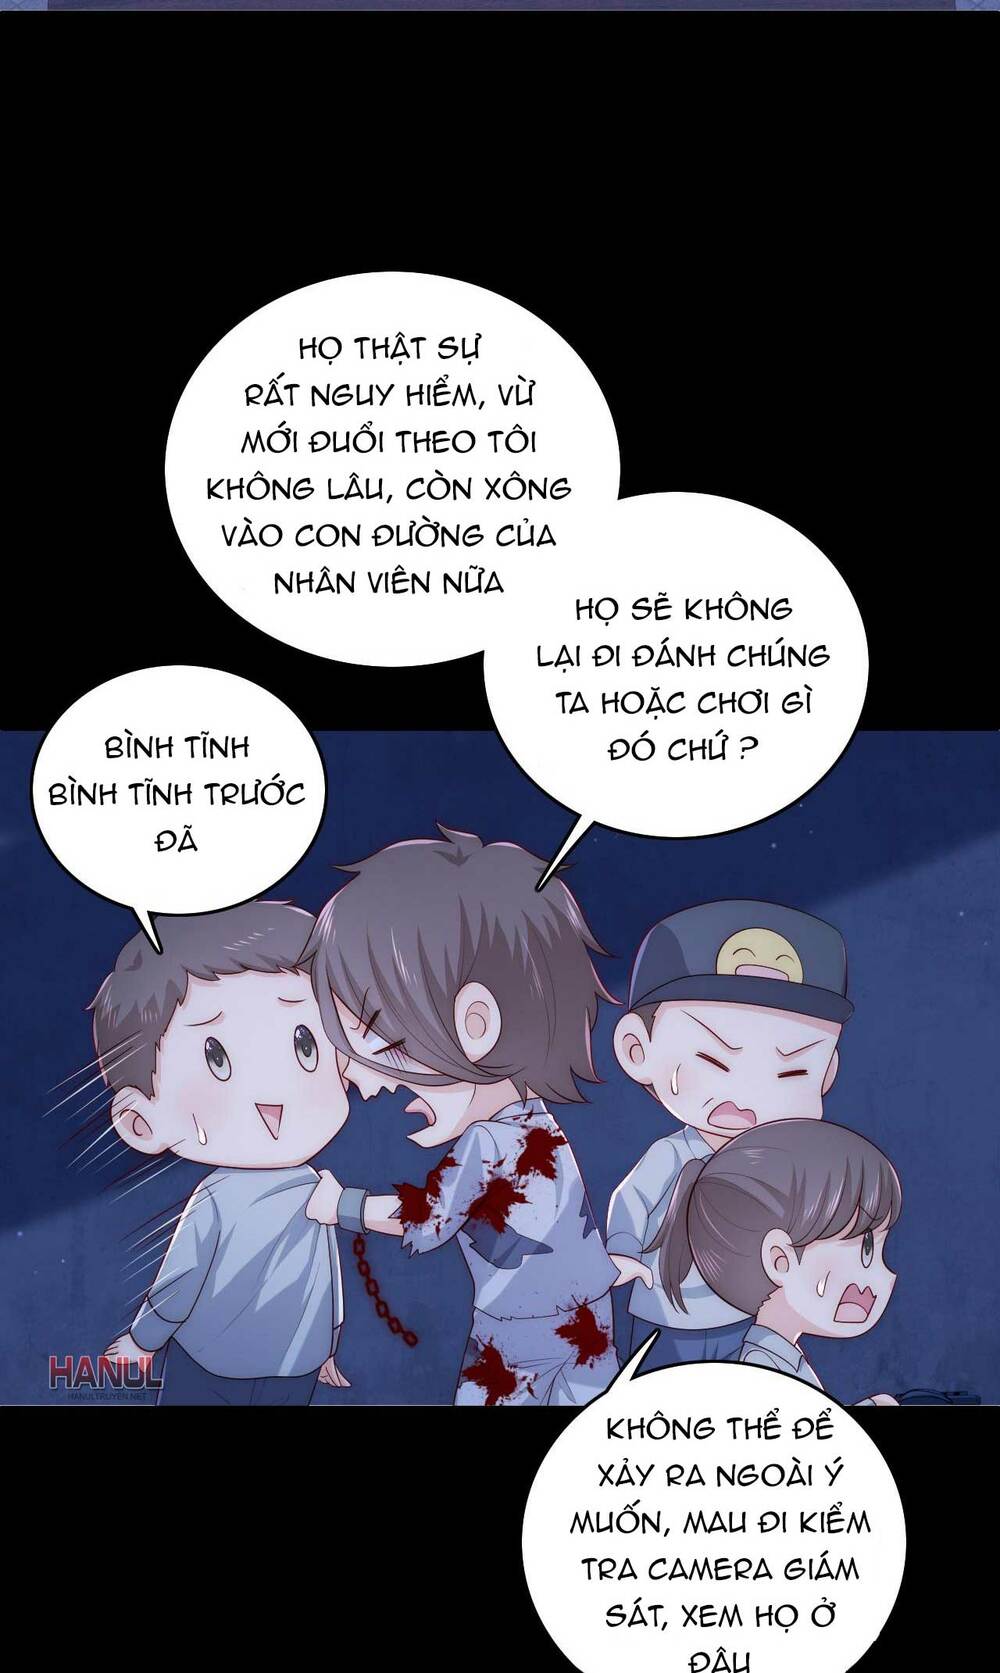 HỌ THẬT SỰ
RẤT NGUY HIỂM, VỪ
MỚI ĐUỔI THEO TÔI
KHÔNG LÂU, CÒN XÔNG
VÀO CON ĐƯỜNG CỦA
NHÂN VIÊN NỮA
HỌ SẼ KHÔNG
LẠI ĐI ĐÁNH CHÚNG
TA HOẶC CHƠI GÌ
ĐÓ CHỨ ?
BÌNH TĨNH
BÌNH TĨNH TRƯỚC
ĐÃ
HANUL
HANULTRUYEN.NET
KHÔNG THỂ ĐỂ
XẢY RA NGOÀI Ý
MUỐN, MAU ĐI KIỂM
TRA CAMERA GIÁM
SÁT, XEM HỌ Ở
ĐÂU